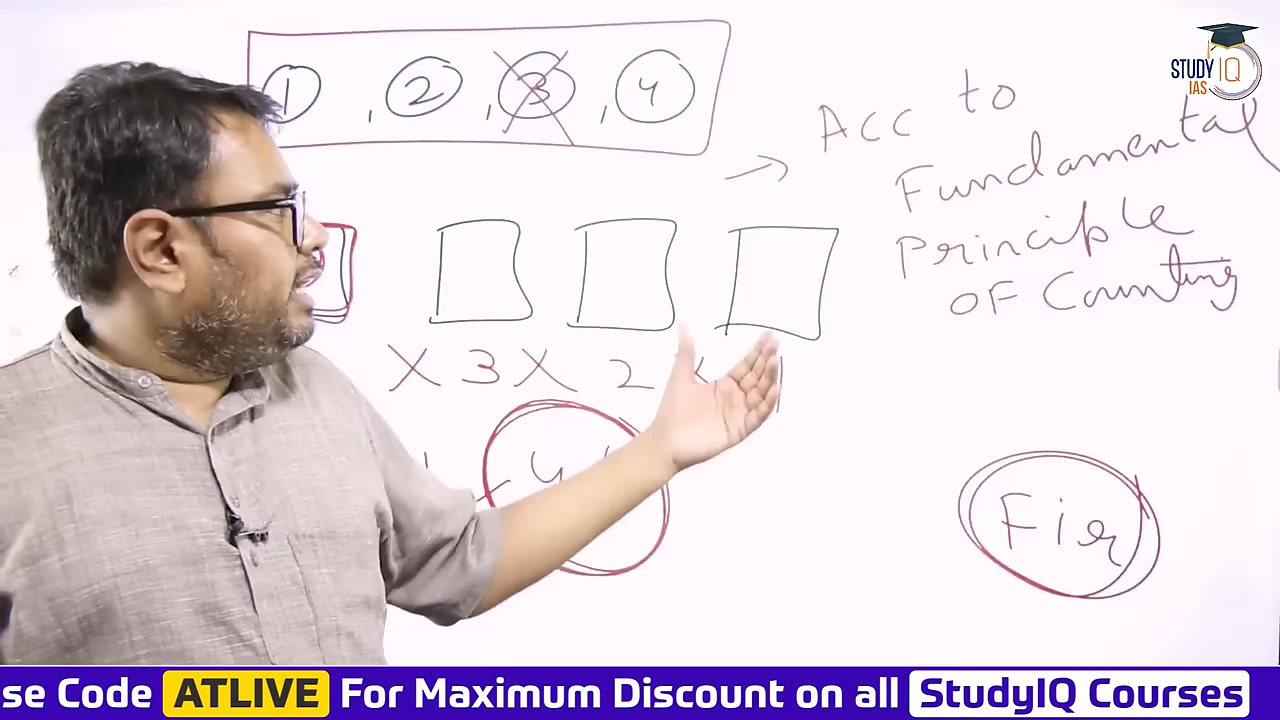 STUDY IQ
IAS
1 , 2 , 3 , 4
→ Acc to
Fundamental
Principle
OF Counting
X 3 X 2
Fier
se Code ATLIVE For Maximum Discount on all StudyIQ Courses